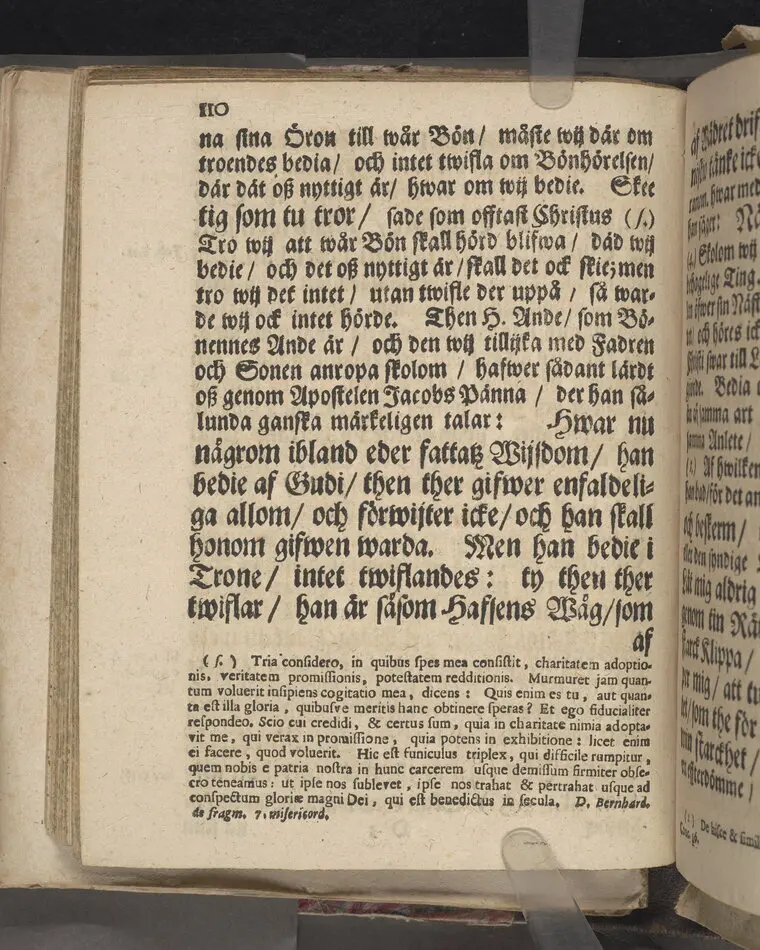 110
na sina Öron till wår Bön/ måste wij där om
troendes bedia/ och intet twifla om Bönhörelsen/
där dät oß nyttigt är/ hwar om wij bedie. Skee
tig som tu tror/ sade som offtast Christus (ſ.)
Tro wij att wår Bön skall hörd blifwa/ dåd wij
bedie/ och det oß nyttigt är/skall det ock skie; men
tro wij det intet/ utan twifle der uppå/ så war-
de wij ock intet hörde. Then H. Ande/ som Bö-
nennes Ande är/ och den wij tillijka med Fadren
och Sonen anropa skolom/ hafwer sådant lärdt
oß genom Apostelen Jacobs Pänna/ der han så-
lunda ganska märkeligen talar: Hwar nu
någrom ibland eder fattatz Wijsdom/ han
bedie af Gudi/ then ther gifwer enfaldeli-
ga allom/ och förwijter icke/ och han skall
honom gifwen warda. Men han bedie i
Trone/ intet twiflandes: ty then ther
twiflar/ han är såsom Hafsens Wåg/som
af
(ſ.) Tria considero, in quibus spes mea consistit, charitatem adoptio-
nis, veritatem promissionis, potestatem redditionis. Murmuret jam quan-
tum voluerit insipiens cogitatio mea, dicens: Quis enim es tu, aut quan-
ta est illa gloria, quibusve meritis hanc obtinere speras? Et ego fiducialiter
respondeo. Scio cui credidi, & certus sum, quia in charitate nimia adopta-
vit me, qui verax in promissione, quia potens in exhibitione: licet enim
ei facere, quod voluerit. Hic est funiculus triplex, qui difficile rumpitur,
quem nobis e patria nostra in hunc carcerem usque demissum firmiter obse-
cro teneamus: ut ipse nos sublevet, ipse nos trahat & pertrahat usque ad
conspectum gloriæ magni Dei, qui est benedictus in secula. D. Bernhard.
de fragm. 7. misericord.